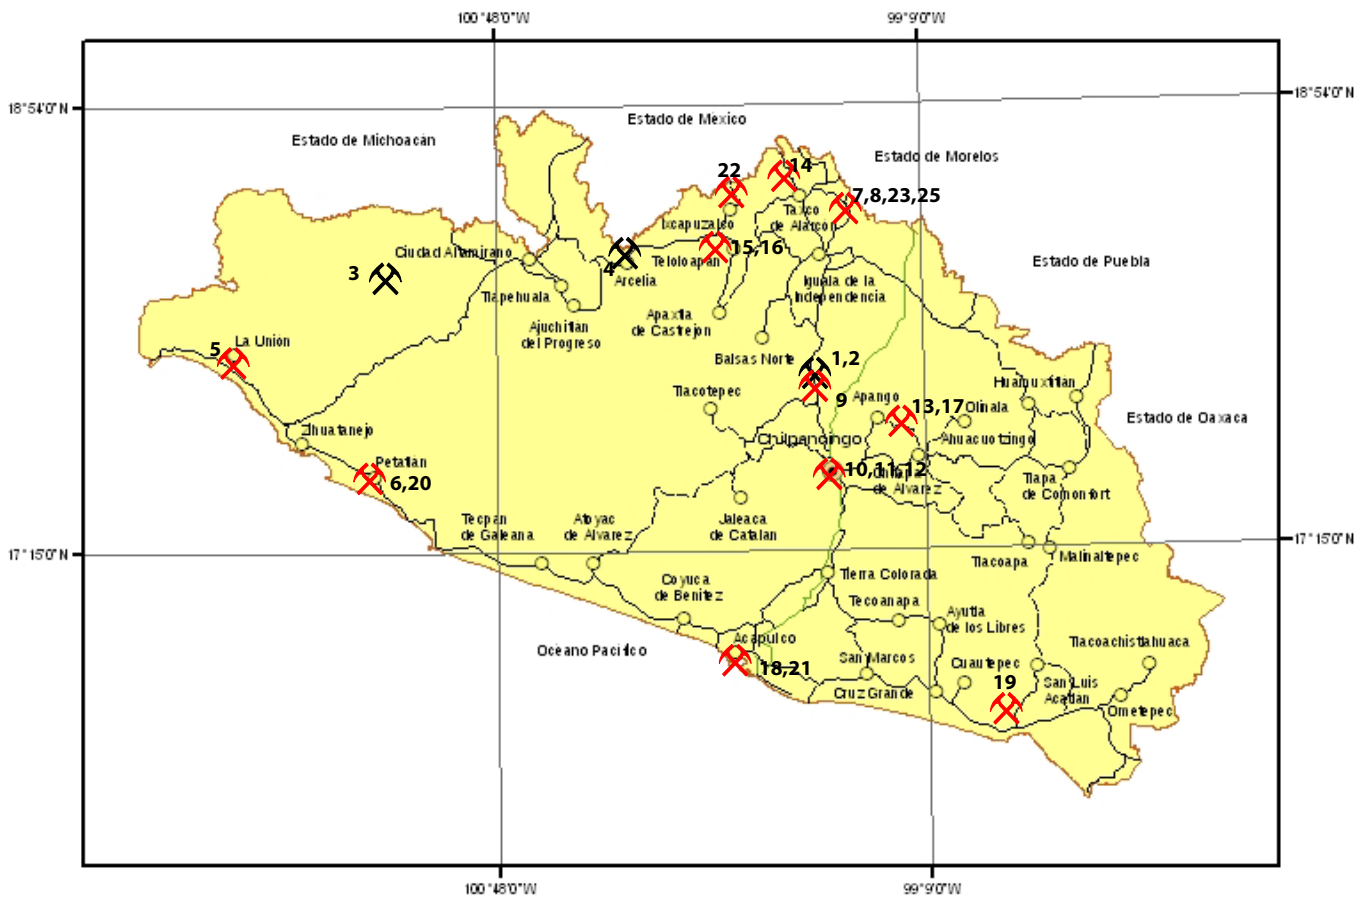 100°48'0"W
99°9'0"W
18°54'0"N
18°54'0"N
Estado de Mexico
Estado de Michoacán
Estado de Morelos
14
22
7,8,23,25
Taxco
de Alarcon
Ixcapuzalco
15,16
Ciudad Altamirano
Teloloapan
Estado de Puebla
3
4
Arcelia
Iguala de la
Independencia
Tlapehuala
Apaxtla
de Castrejon
Ajuchitlan
del Progreso
5
La Unión
Balsas Norte
1,2
9
Huamuxtitlan
Tlacotepec
Apango
13,17
Olinala
Estado de Oaxaca
Zihuatanejo
Chilpancingo
Ahuacuotzingo
Petatlan
6,20
10,11,12
Chilapa
de Alvarez
Tlapa
de Comonfort
Tecpan
de Galeana
Atoyac
de Alvarez
Jaleaca
de Catalan
17°15'0"N
17°15'0"N
Tlacoapa
Malinaltepec
Tierra Colorada
Coyuca
de Benitez
Tecoanapa
Ayutla
de los Libres
Acapulco
Tlacoachistlahuaca
Oceano Pacifico
18,21
San Marcos
Cuautepec
19
Cruz Grande
San Luis
Acatlan
Ometepec
100°48'0"W
99°9'0"W